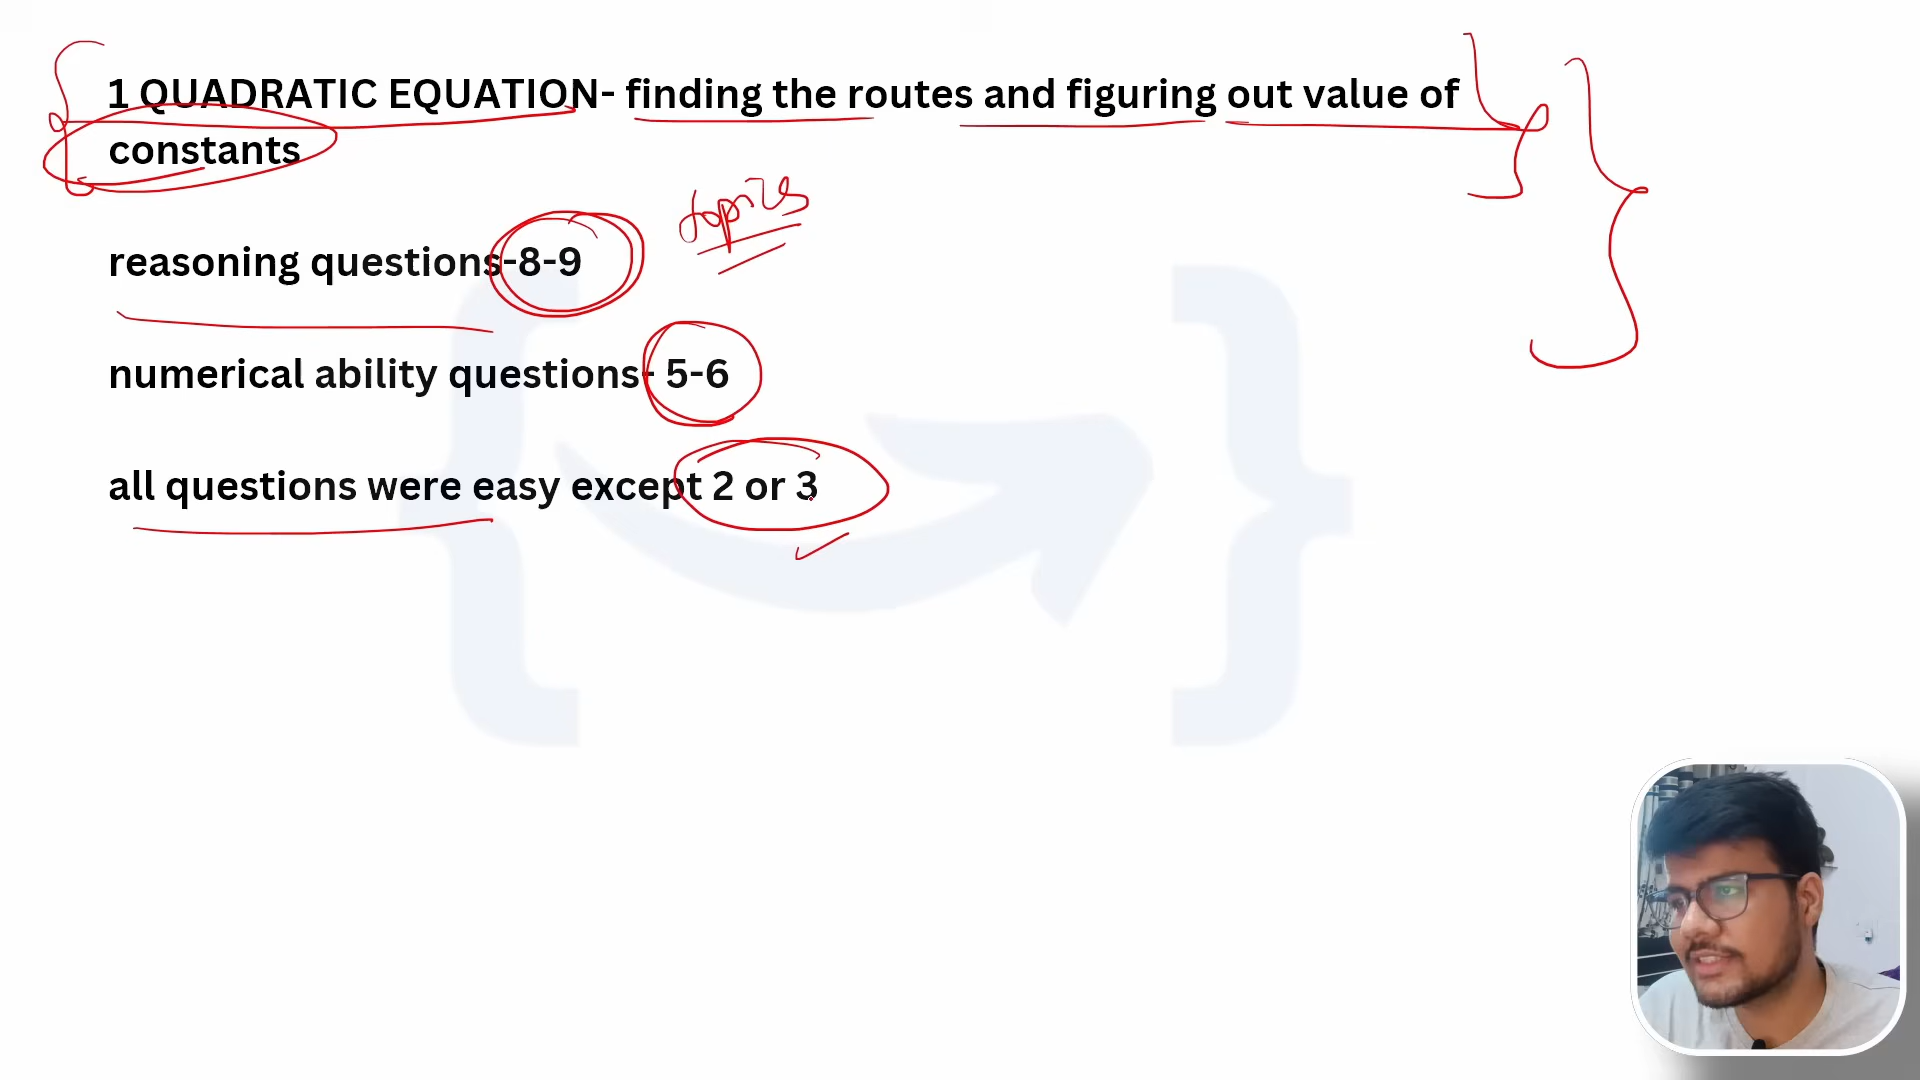 1 QUADRATIC EQUATION- finding the routes and figuring out value of
constants
topics
reasoning questions-8-9
numerical ability questions- 5-6
all questions were easy except 2 or 3